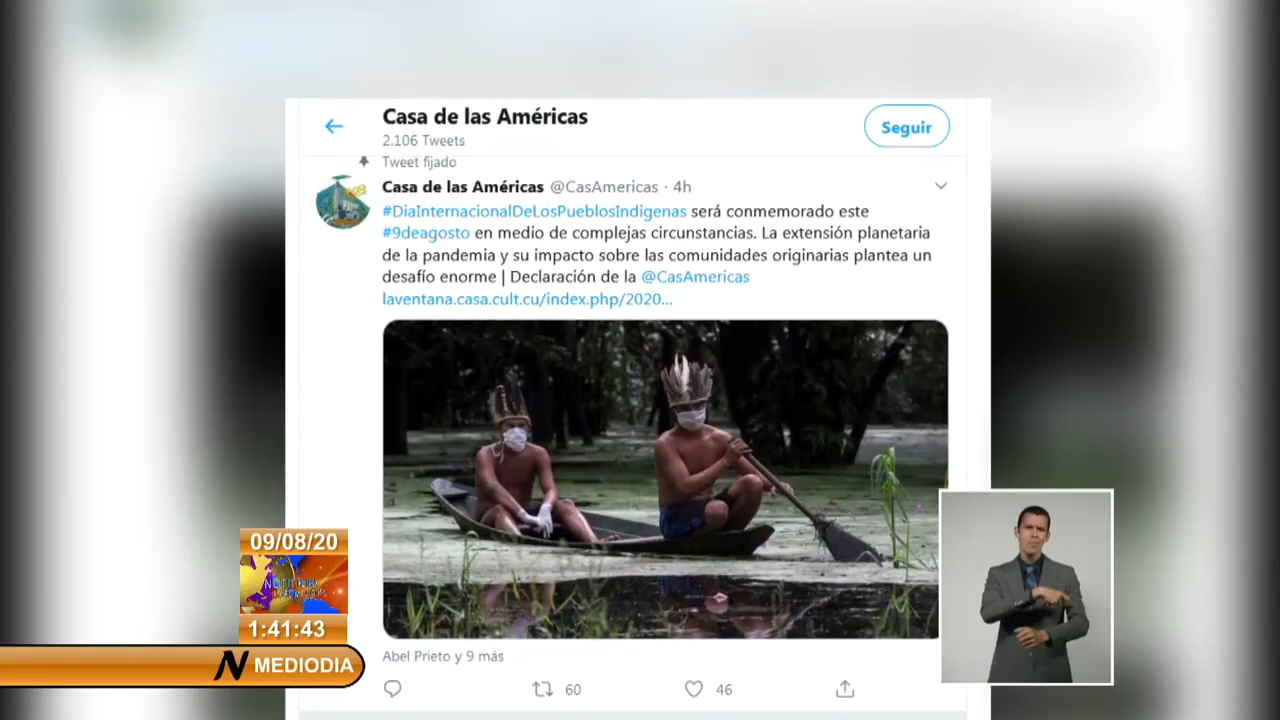 Casa de las Américas
2.106 Tweets
Seguir
Tweet fijado
Casa de las Américas @CasAmericas · 4h
#DiaInternacionalDeLosPueblosIndigenas será conmemorado este
#9deagosto en medio de complejas circunstancias. La extensión planetaria
de la pandemia y su impacto sobre las comunidades originarias plantea un
desafío enorme | Declaración de la @CasAmericas
laventana.casa.cult.cu/index.php/2020...
Abel Prieto y 9 más
60
46
09/08/20
1:41:43
N MEDIODIA